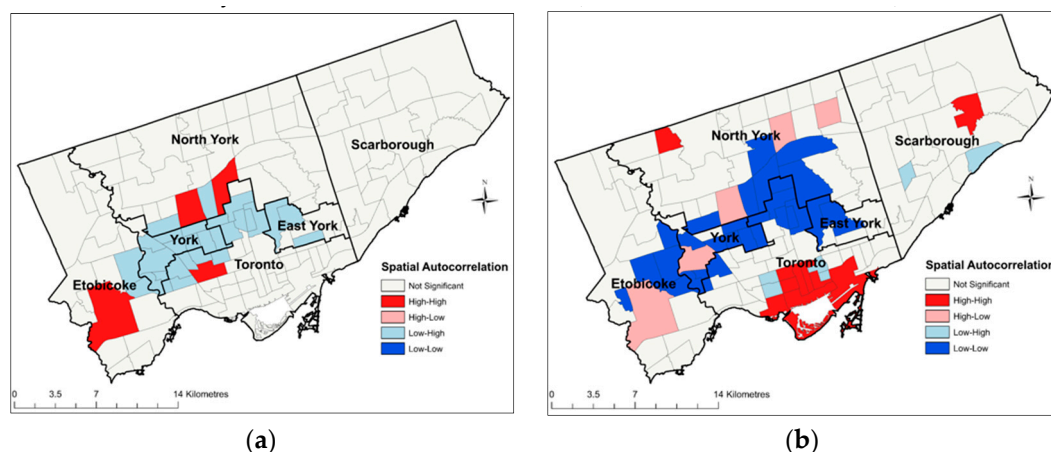 North York
Scarborough
York
East York
Toronto
Etobicoke
N
Spatial Autocorrelation
Not Significant
High-High
High-Low
Low-High
Low-Low
0 3.5 7 14 Kilometres
(a)
North York
Scarborough
York
East York
Toronto
Etobicoke
N
Spatial Autocorrelation
Not Significant
High-High
High-Low
Low-High
Low-Low
0 3.5 7 14 Kilometres
(b)